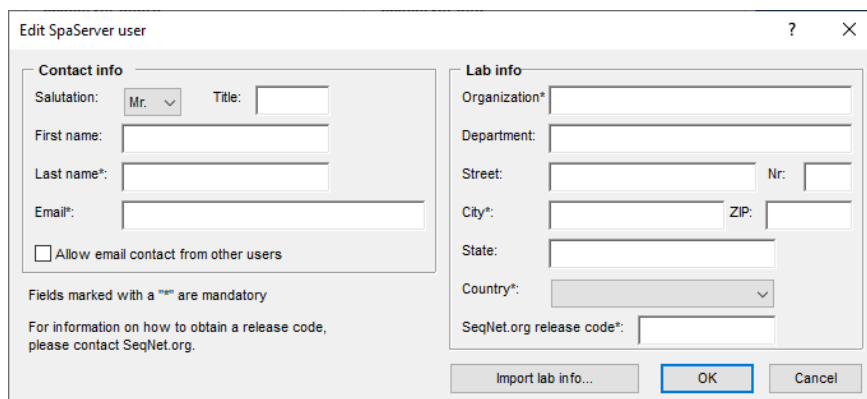 Edit SpaServer user
?
Contact info
Salutation: Mr. Title:
First name:
Last name*:
Email*:
Allow email contact from other users
Fields marked with a "*" are mandatory
For information on how to obtain a release code,
please contact SeqNet.org.
Lab info
Organization*
Department:
Street: Nr:
City*: ZIP:
State:
Country*:
SeqNet.org release code*:
Import lab info... OK Cancel